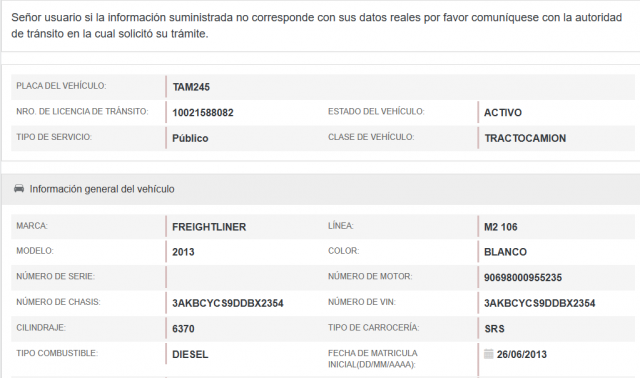 Señor usuario si la información suministrada no corresponde con sus datos reales por favor comuníquese con la autoridad
de tránsito en la cual solicitó su trámite.
PLACA DEL VEHÍCULO: TAM245
NRO. DE LICENCIA DE TRÁNSITO: 10021588082 ESTADO DEL VEHÍCULO: ACTIVO
TIPO DE SERVICIO: Público CLASE DE VEHÍCULO: TRACTOCAMION
Información general del vehículo
MARCA: FREIGHTLINER LÍNEA: M2 106
MODELO: 2013 COLOR: BLANCO
NÚMERO DE SERIE: NÚMERO DE MOTOR: 90698000955235
NÚMERO DE CHASIS: 3AKBCYCS9DDBX2354 NÚMERO DE VIN: 3AKBCYCS9DDBX2354
CILINDRAJE: 6370 TIPO DE CARROCERÍA: SRS
TIPO COMBUSTIBLE: DIESEL FECHA DE MATRICULA 26/06/2013
INICIAL(DD/MM/AAAA):